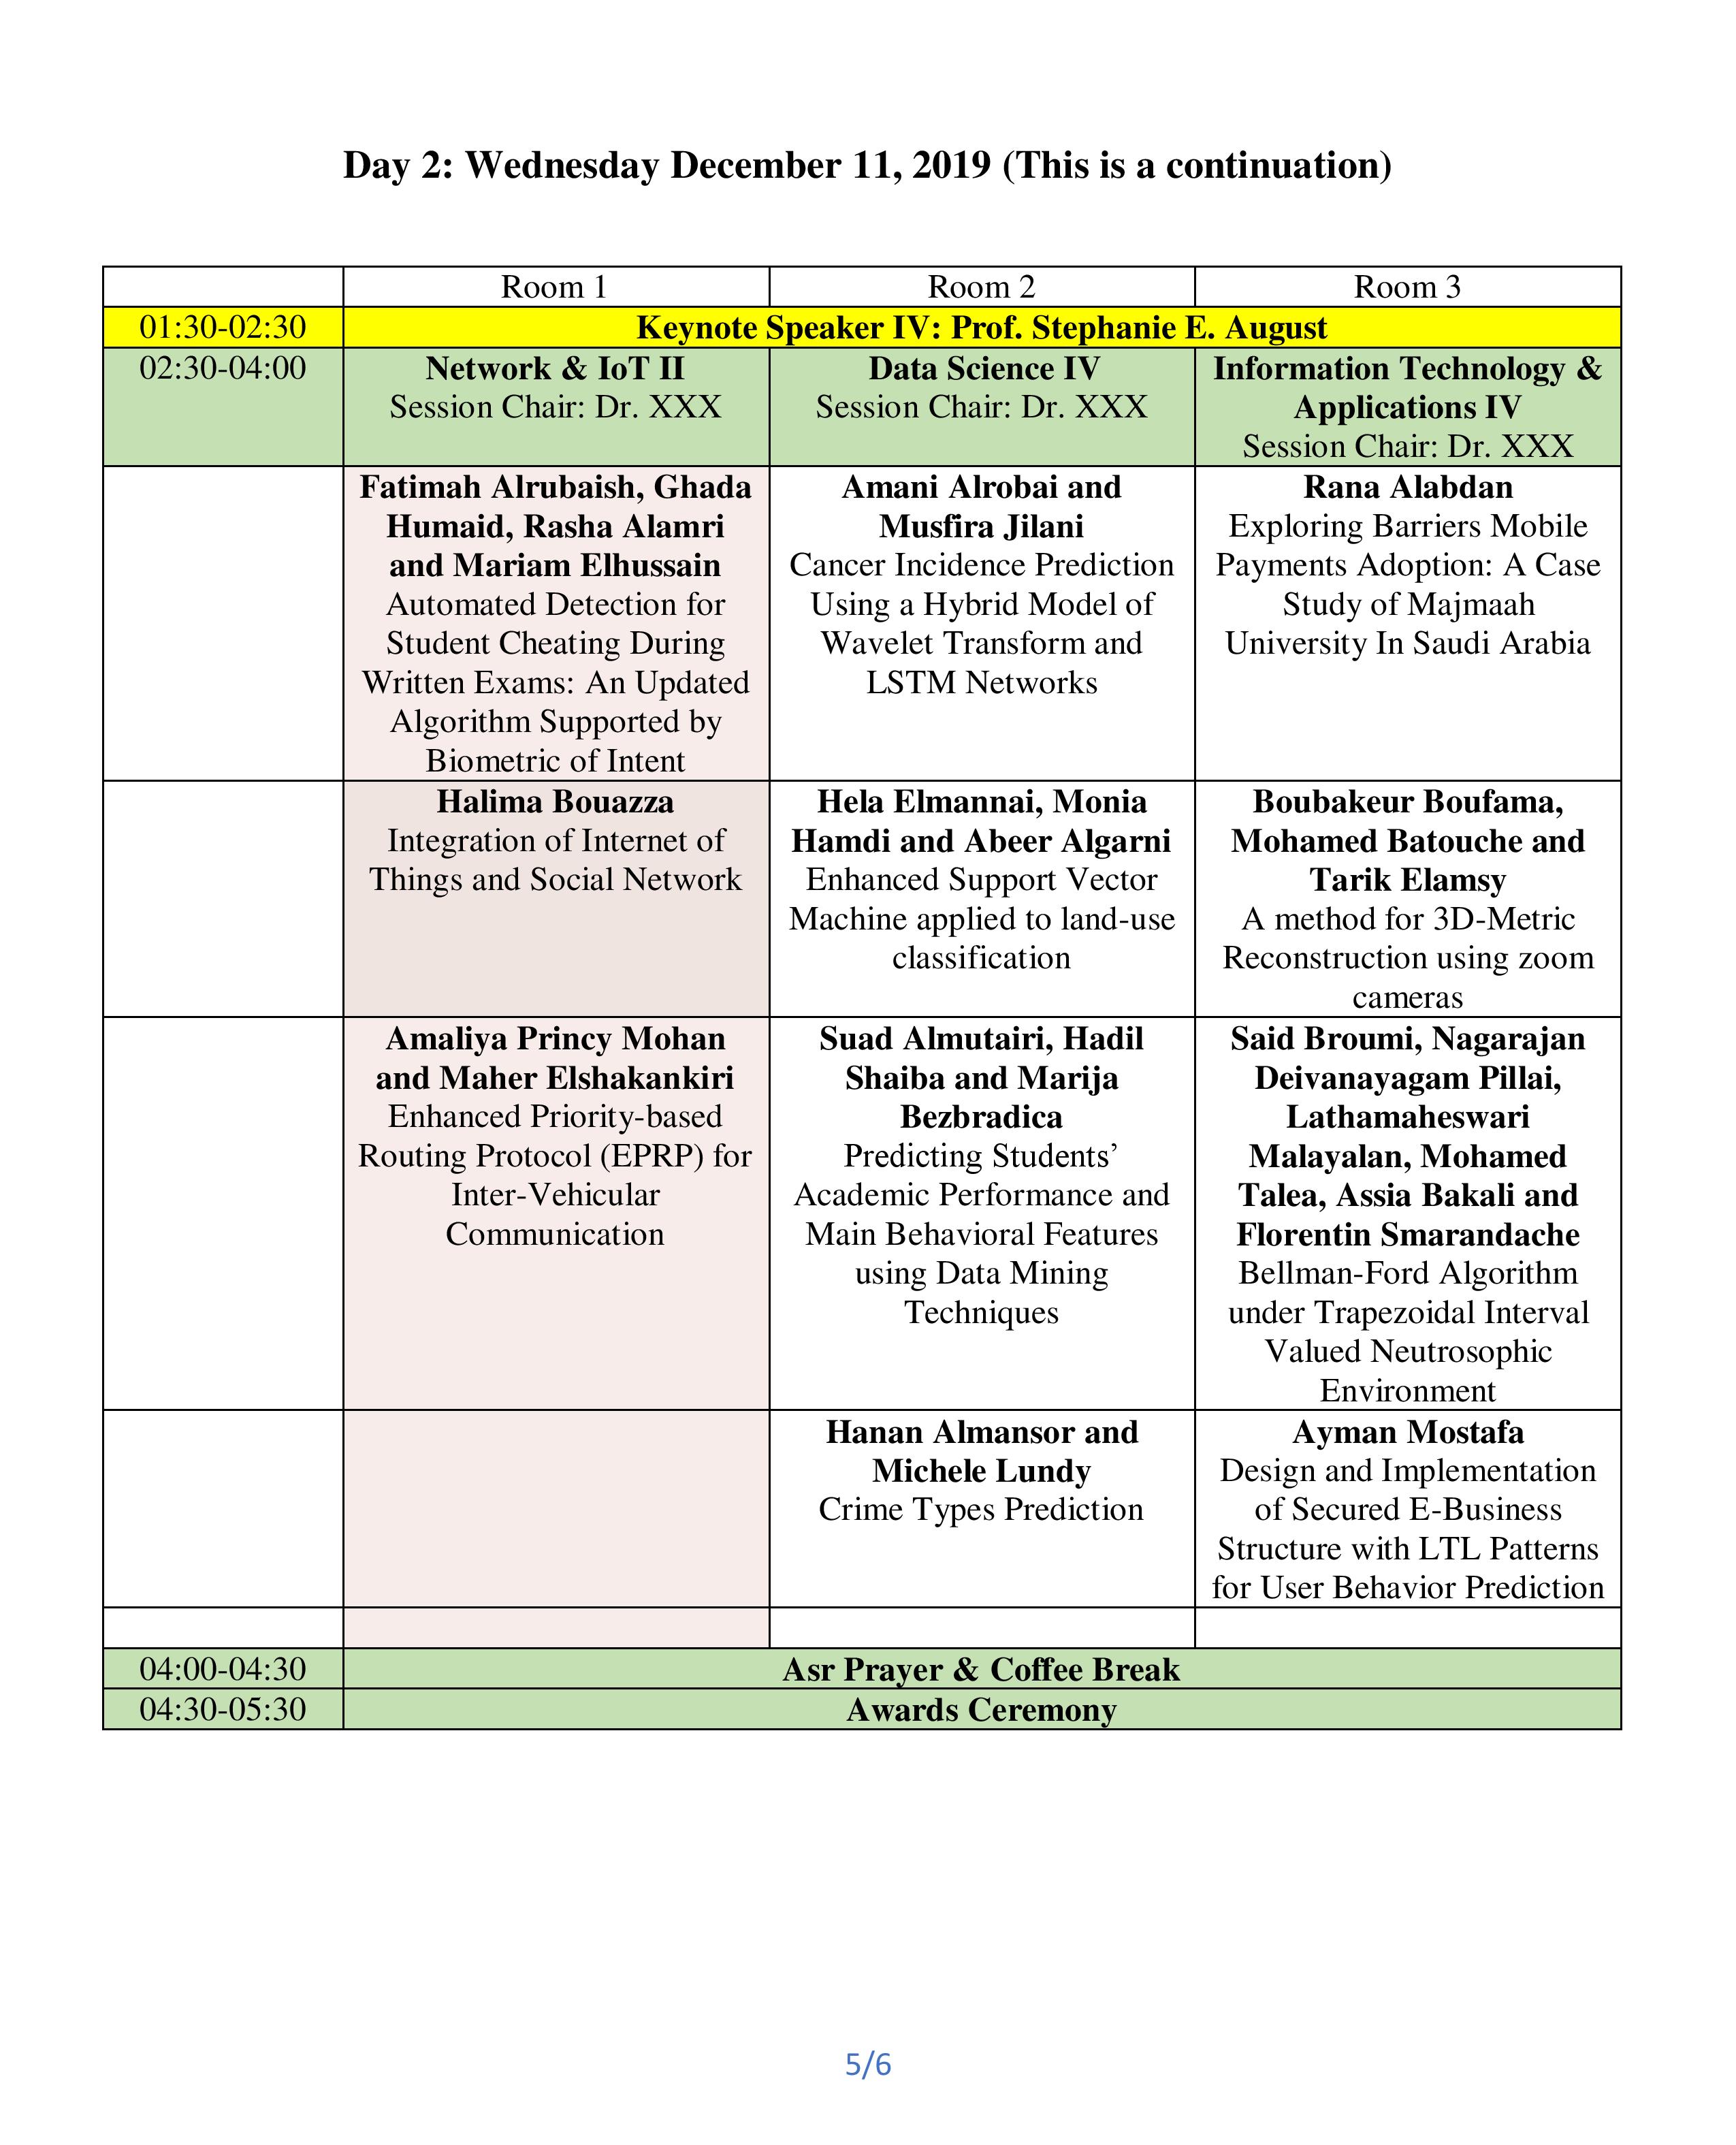 Day 2: Wednesday December 11, 2019 (This is a continuation)
Room 1
Room 2
Room 3
01:30-02:30
Keynote Speaker IV: Prof. Stephanie E. August
02:30-04:00
Network & IoT II
Session Chair: Dr. XXX
Data Science IV
Session Chair: Dr. XXX
Information Technology &
Applications IV
Session Chair: Dr. XXX
Fatimah Alrubaish, Ghada
Humaid, Rasha Alamri
and Mariam Elhussain
Automated Detection for
Student Cheating During
Written Exams: An Updated
Algorithm Supported by
Biometric of Intent
Amani Alrobai and
Musfira Jilani
Cancer Incidence Prediction
Using a Hybrid Model of
Wavelet Transform and
LSTM Networks
Rana Alabdan
Exploring Barriers Mobile
Payments Adoption: A Case
Study of Majmaah
University In Saudi Arabia
Halima Bouazza
Integration of Internet of
Things and Social Network
Hela Elmannai, Monia
Hamdi and Abeer Algarni
Enhanced Support Vector
Machine applied to land-use
classification
Boubakeur Boufama,
Mohamed Batouche and
Tarik Elamsy
A method for 3D-Metric
Reconstruction using zoom
cameras
Amaliya Princy Mohan
and Maher Elshakankiri
Enhanced Priority-based
Routing Protocol (EPRP) for
Inter-Vehicular
Communication
Suad Almutairi, Hadil
Shaiba and Marija
Bezbradica
Predicting Students’
Academic Performance and
Main Behavioral Features
using Data Mining
Techniques
Said Broumi, Nagarajan
Deivanayagam Pillai,
Lathamaheswari
Malayalan, Mohamed
Talea, Assia Bakali and
Florentin Smarandache
Bellman-Ford Algorithm
under Trapezoidal Interval
Valued Neutrosophic
Environment
Hanan Almansor and
Michele Lundy
Crime Types Prediction
Ayman Mostafa
Design and Implementation
of Secured E-Business
Structure with LTL Patterns
for User Behavior Prediction
04:00-04:30
Asr Prayer & Coffee Break
04:30-05:30
Awards Ceremony
5/6